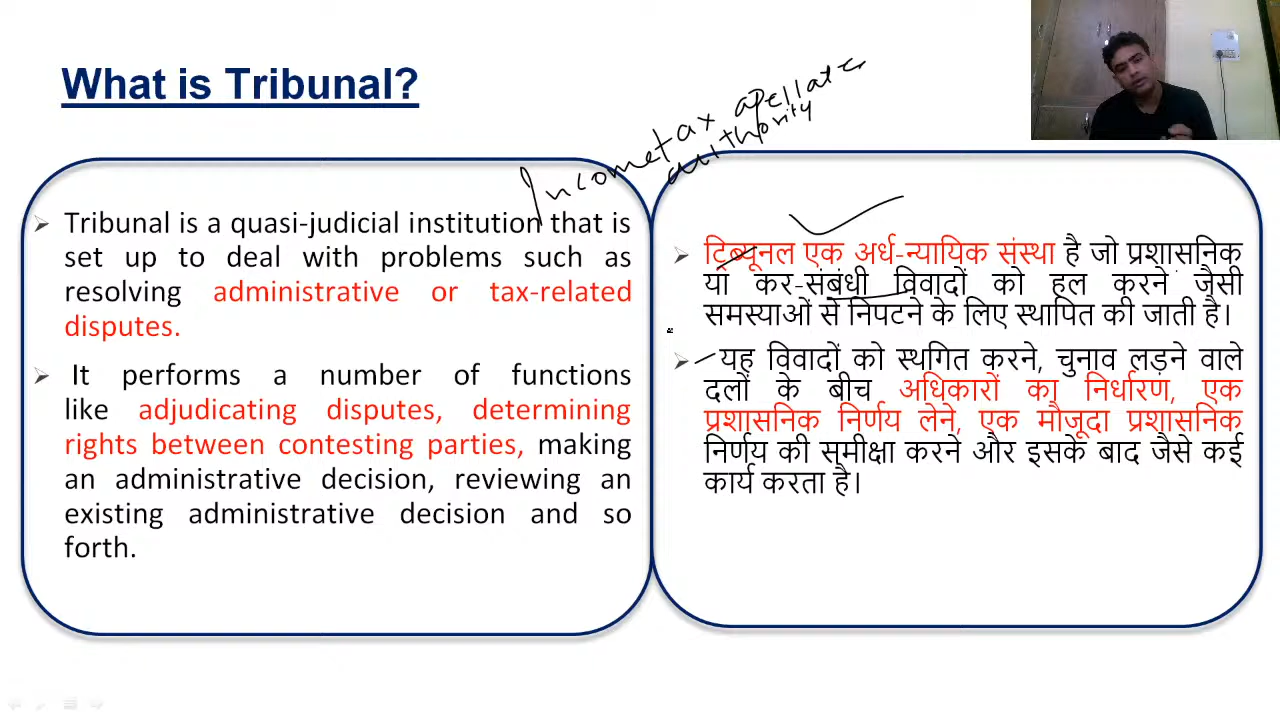 What is Tribunal?
Incometax apellate
authority
Tribunal is a quasi-judicial institution that is
set up to deal with problems such as
resolving administrative or tax-related
disputes.
It performs a number of functions
like adjudicating disputes, determining
rights between contesting parties, making
an administrative decision, reviewing an
existing administrative decision and so
forth.
ट्रिब्यूनल एक अर्ध-न्यायिक संस्था है जो प्रशासनिक
या कर-संबंधी विवादों को हल करने जैसी
समस्याओं से निपटने के लिए स्थापित की जाती है।
यह विवादों को स्थगित करने, चुनाव लड़ने वाले
दलों के बीच अधिकारों का निर्धारण, एक
प्रशासनिक निर्णय लेने, एक मौजूदा प्रशासनिक
निर्णय की समीक्षा करने और इसके बाद जैसे कई
कार्य करता है।